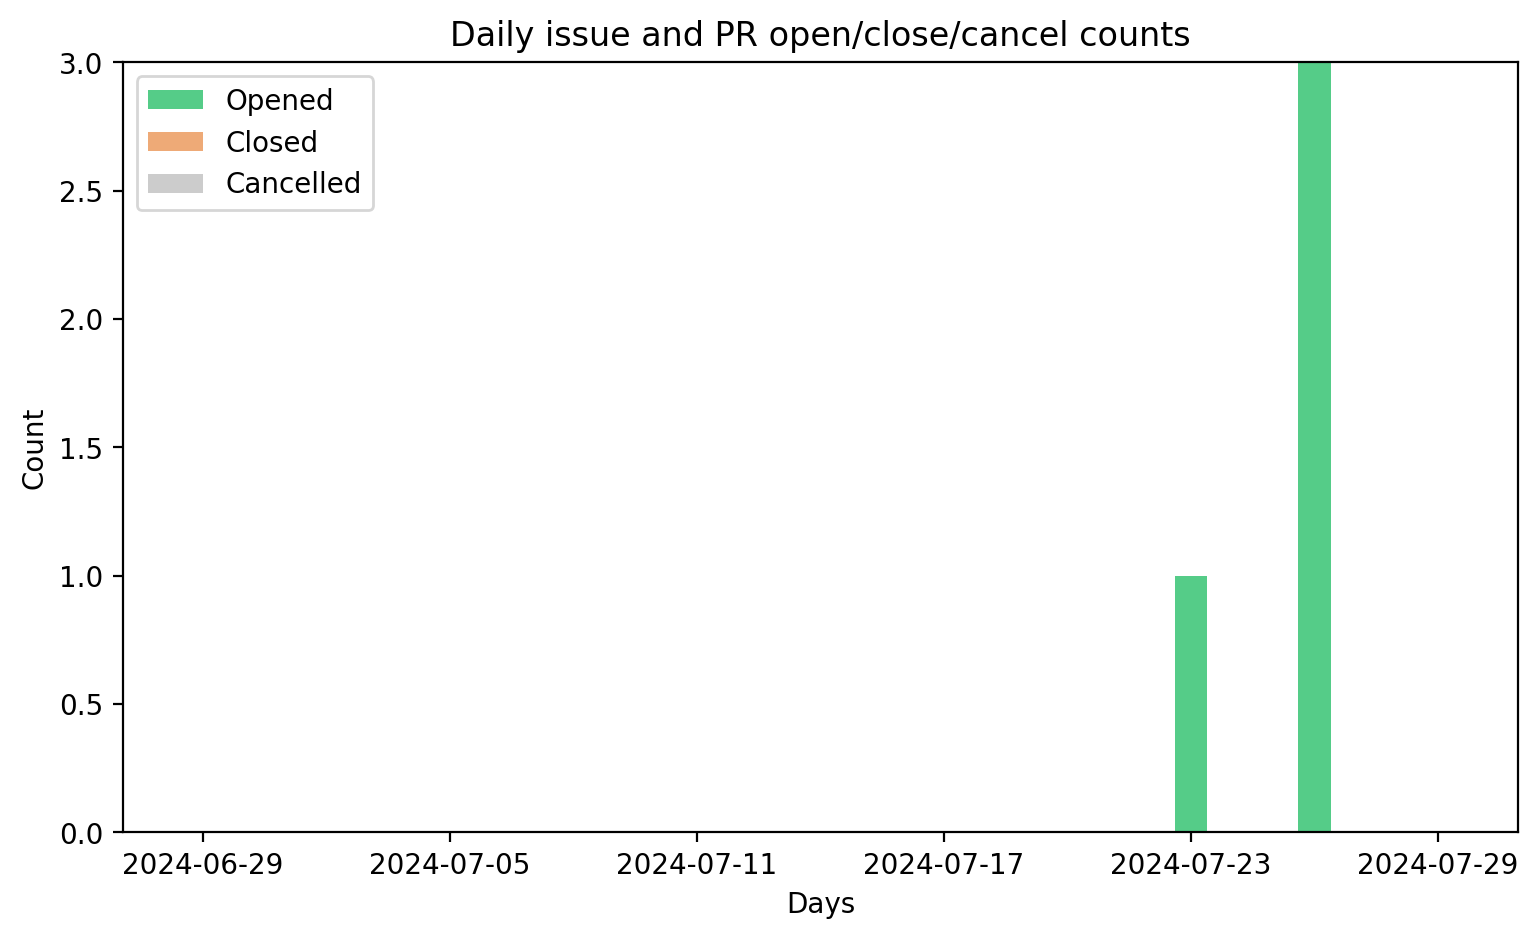 Daily issue and PR open/close/cancel counts
Opened
Closed
Cancelled
Count
3.0
2.5
2.0
1.5
1.0
0.5
0.0
2024-06-29 2024-07-05 2024-07-11 2024-07-17 2024-07-23 2024-07-29
Days